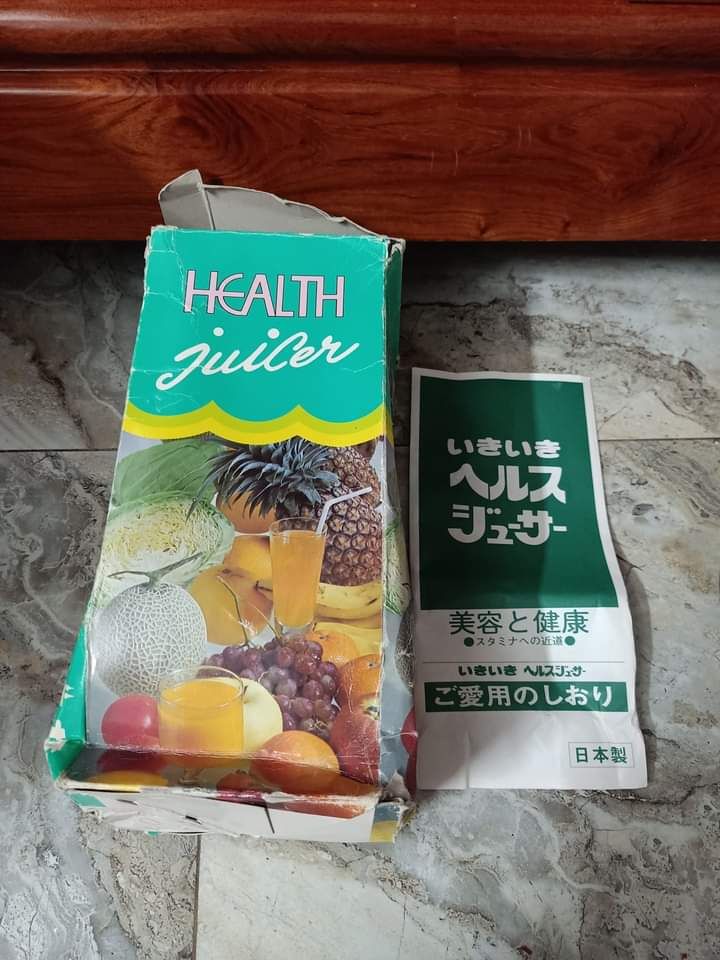 HEALTH
juicer
いきいき
ヘルス
ジューサー
美容と健康
●スタミナへの近道●
いきいき ヘルスジューサー
ご愛用のしおり
日本製